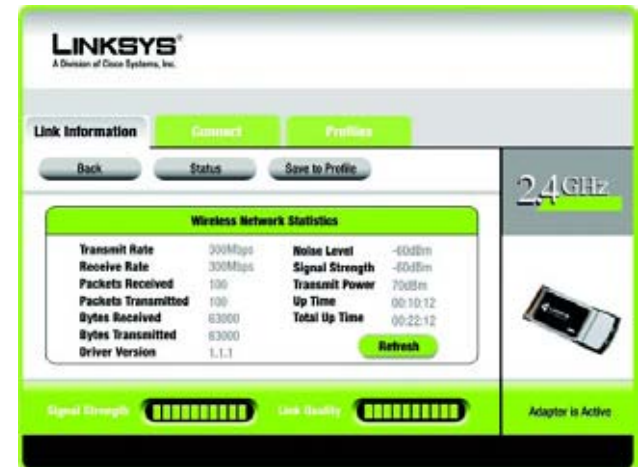 LINKSYS®
A Division of Cisco Systems, Inc.
Link Information
Connect
Profiles
Back
Status
Save to Profile
2.4GHz
Wireless Network Statistics
Transmit Rate 300Mbps
Receive Rate 300Mbps
Packets Received 100
Packets Transmitted 100
Bytes Received 63000
Bytes Transmitted 63000
Driver Version 1.1.1
Noise Level -60dBm
Signal Strength -60dBm
Transmit Power 70dBm
Up Time 00:10:12
Total Up Time 00:22:12
Refresh
Signal Strength
Link Quality
Adapter is Active